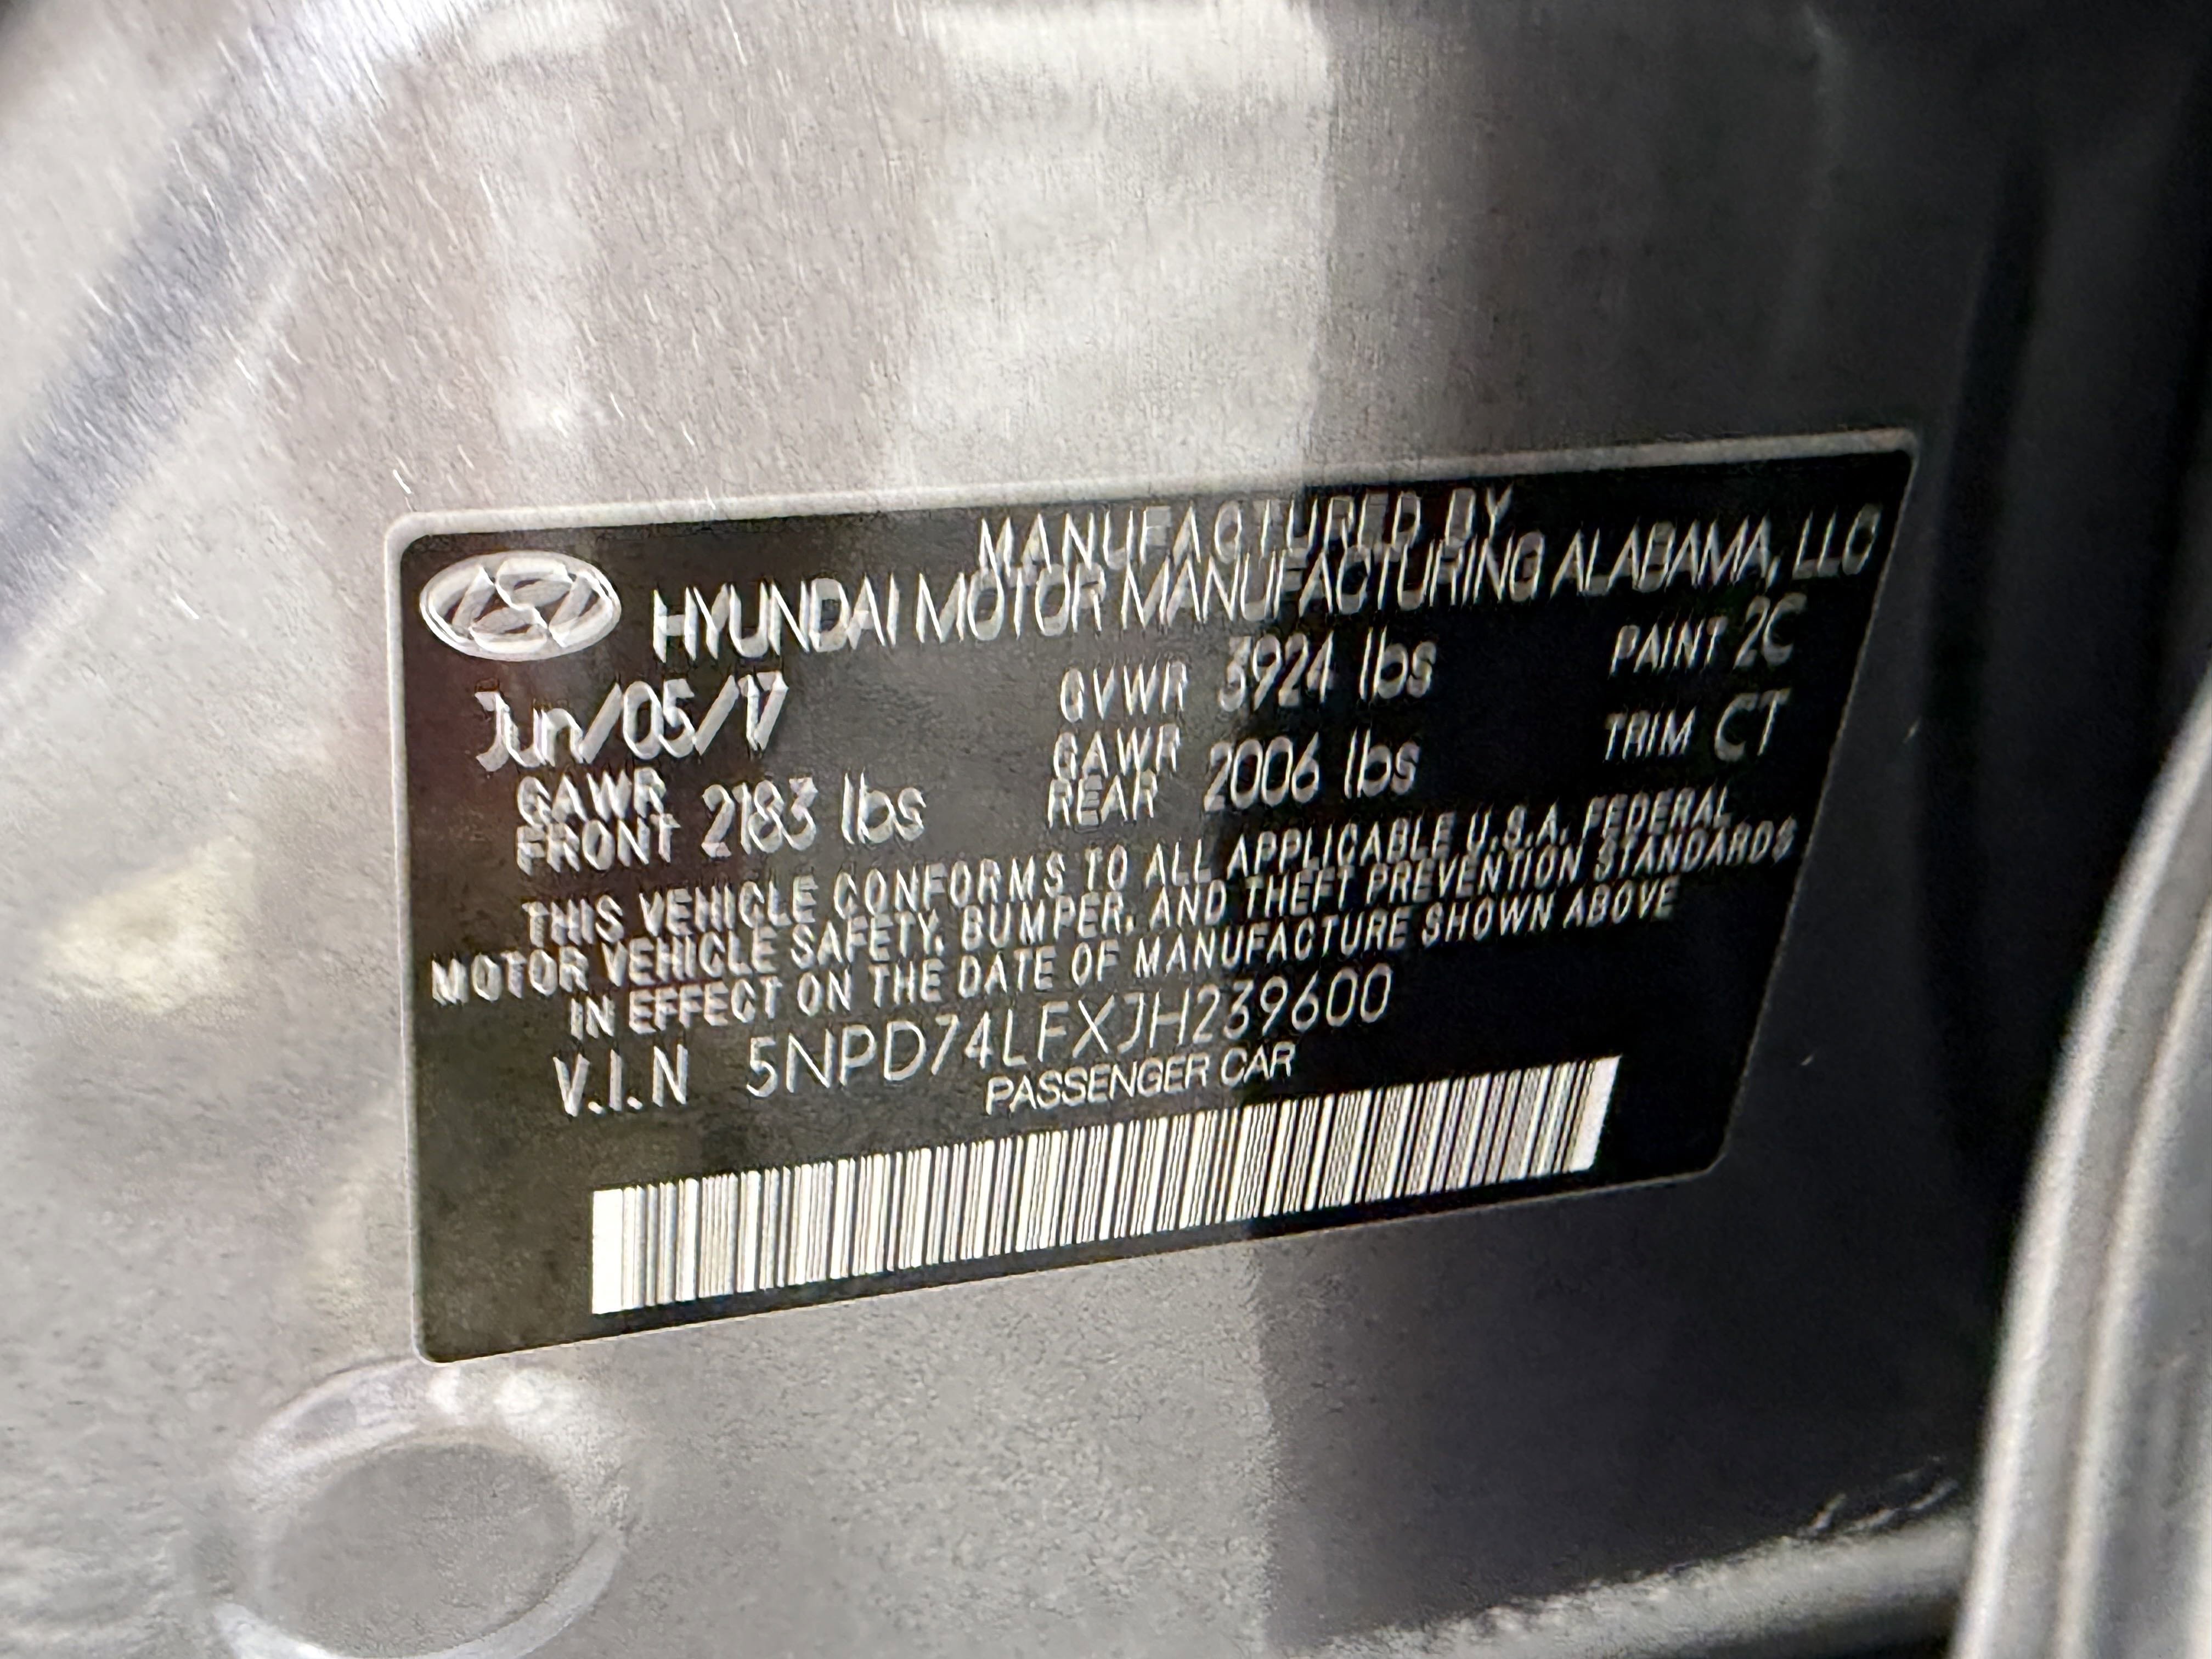 MANUFACTURED BY
HYUNDAI MOTOR MANUFACTURING ALABAMA, LLC
Jun/05/17 GVWR 3924 lbs PAINT 2C
GAWR FRONT 2183 lbs GAWR REAR 2006 lbs TRIM CT
THIS VEHICLE CONFORMS TO ALL APPLICABLE U.S.A. FEDERAL
MOTOR VEHICLE SAFETY, BUMPER, AND THEFT PREVENTION STANDARDS
IN EFFECT ON THE DATE OF MANUFACTURE SHOWN ABOVE
V.I.N 5NPD74LFXJH239600
PASSENGER CAR